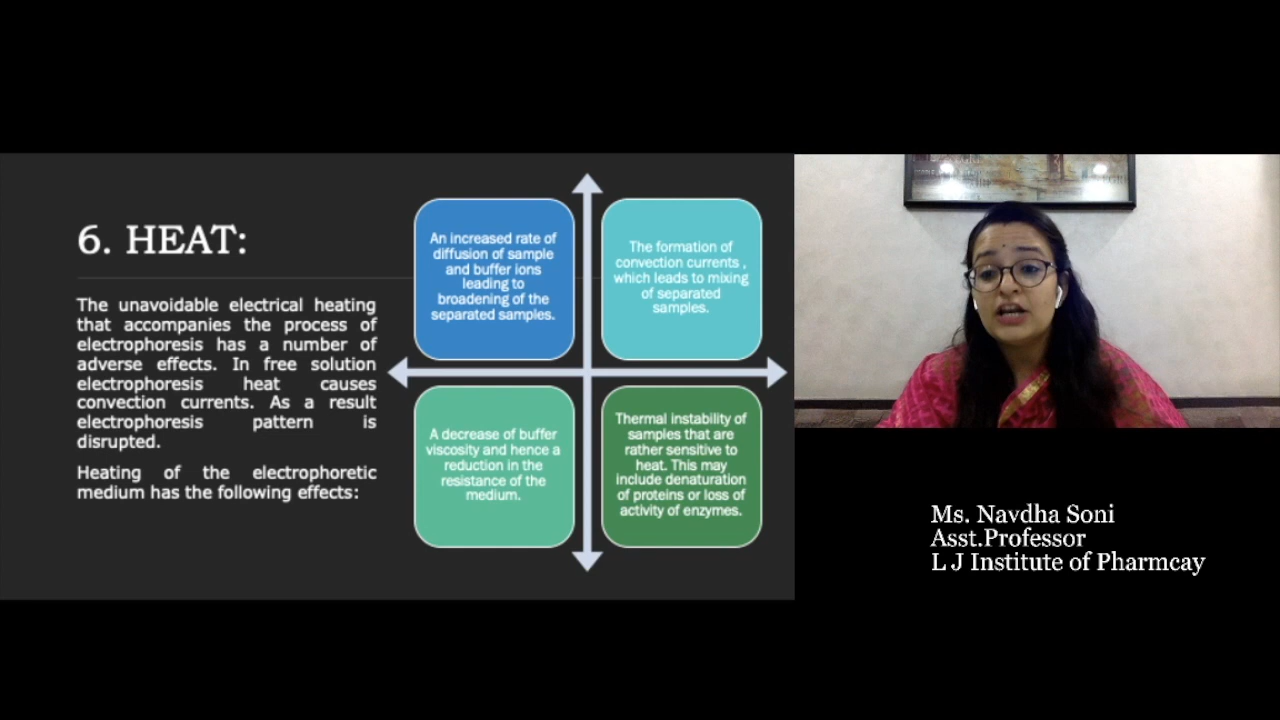 6. HEAT:
The unavoidable electrical heating
that accompanies the process of
electrophoresis has a number of
adverse effects. In free solution
electrophoresis heat causes
convection currents. As a result
electrophoresis pattern is
disrupted.
Heating of the electrophoretic
medium has the following effects:
An increased rate of
diffusion of sample
and buffer ions
leading to
broadening of the
separated samples.
The formation of
convection currents ,
which leads to mixing
of separated
samples.
A decrease of buffer
viscosity and hence a
reduction in the
resistance of the
medium.
Thermal instability of
samples that are
rather sensitive to
heat. This may
include denaturation
of proteins or loss of
activity of enzymes.
Ms. Navdha Soni
Asst.Professor
L J Institute of Pharmcay